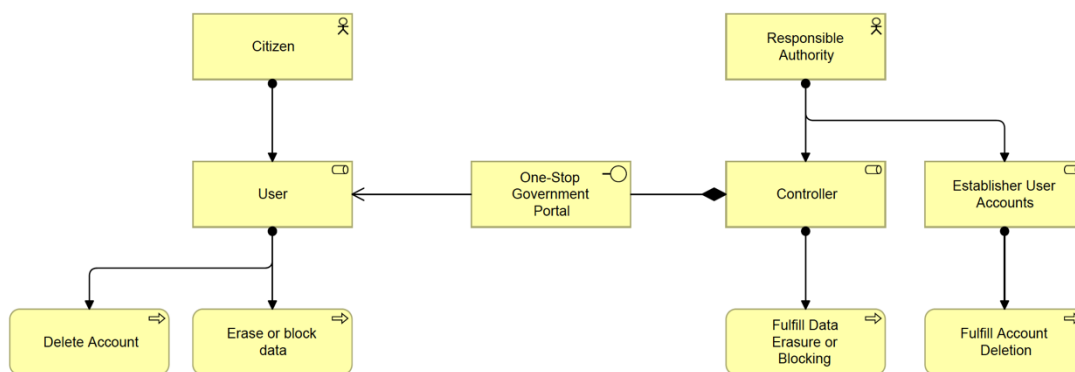 Citizen
Responsible
Authority
User
One-Stop
Government
Portal
Controller
Establisher User
Accounts
Delete Account
Erase or block
data
Fulfill Data
Erasure or
Blocking
Fulfill Account
Deletion